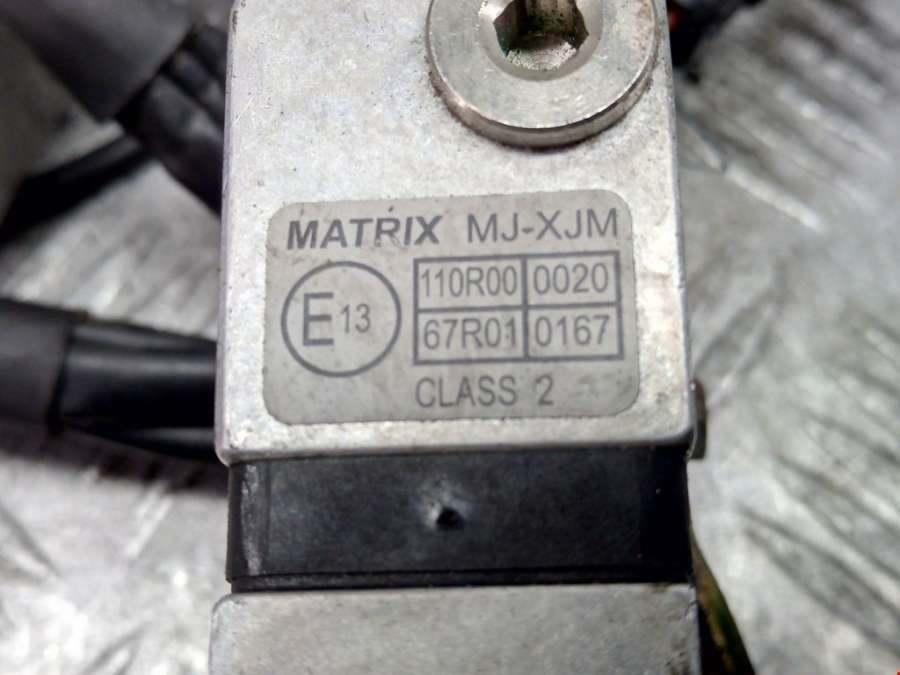 MATRIX MJ-XJM
E13
110R00 0020
67R01 0167
CLASS 2